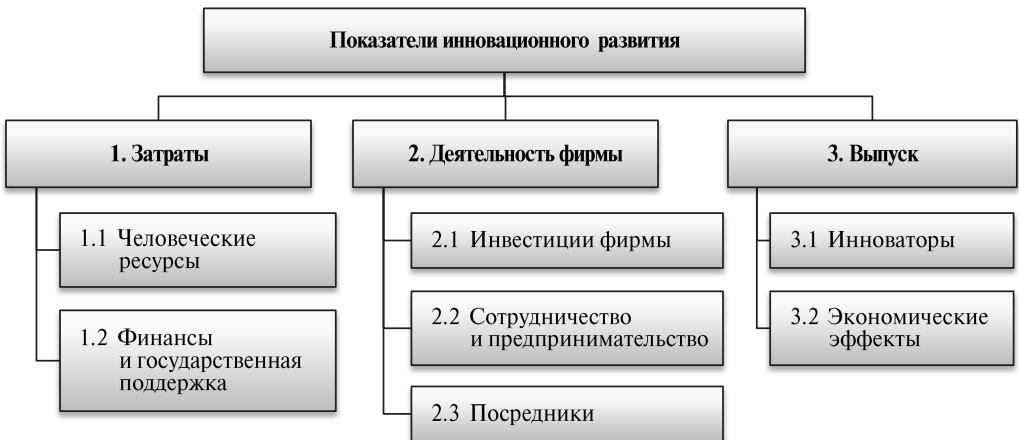 Показатели инновационного развития
1. Затраты
1.1 Человеческие
ресурсы
1.2 Финансы
и государственная
поддержка
2. Деятельность фирмы
2.1 Инвестиции фирмы
2.2 Сотрудничество
и предпринимательство
2.3 Посредники
3. Выпуск
3.1 Инноваторы
3.2 Экономические
эффекты